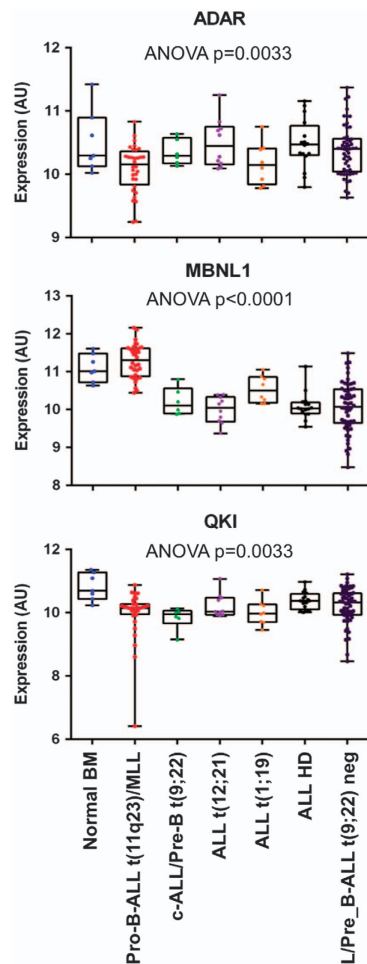 ADAR
ANOVA p=0.0033
Expression (AU)
12
11
10
9
MBNL1
ANOVA p<0.0001
Expression (AU)
13
12
11
10
9
8
QKI
ANOVA p=0.0033
Expression (AU)
12
10
8
6
Normal BM
Pro-B-ALL t(11q23)/MLL
c-ALL/Pre-B t(9;22)
ALL t(12;21)
ALL t(1;19)
ALL HD
L/Pre_B-ALL t(9;22) neg